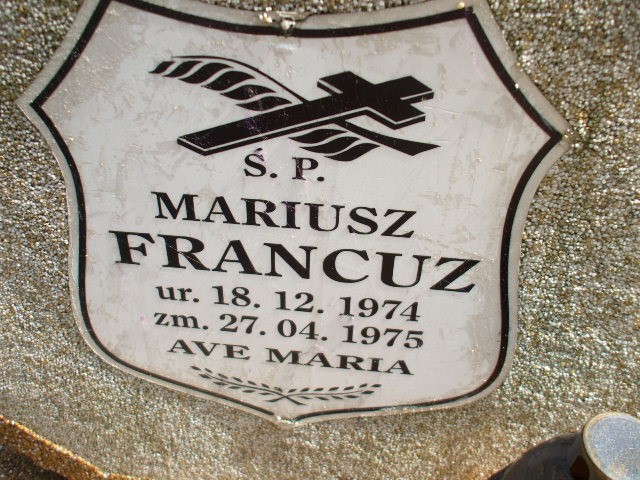 Ś. P.
MARIUSZ
FRANCUZ
ur. 18. 12. 1974
zm. 27. 04. 1975
AVE MARIA